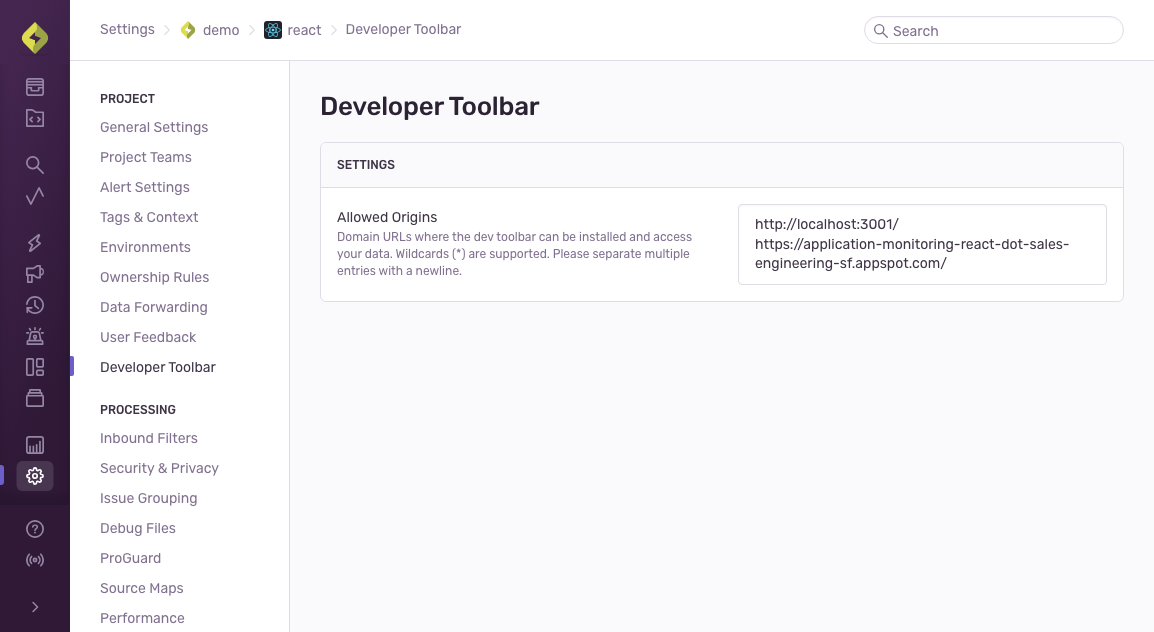 Settings
demo
react
Developer Toolbar
Search
PROJECT
General Settings
Project Teams
Alert Settings
Tags & Context
Environments
Ownership Rules
Data Forwarding
User Feedback
Developer Toolbar
PROCESSING
Inbound Filters
Security & Privacy
Issue Grouping
Debug Files
ProGuard
Source Maps
Performance
Developer Toolbar
SETTINGS
Allowed Origins
Domain URLs where the dev toolbar can be installed and access
your data. Wildcards (*) are supported. Please separate multiple
entries with a newline.
http://localhost:3001/
https://application-monitoring-react-dot-sales-
engineering-sf.appspot.com/